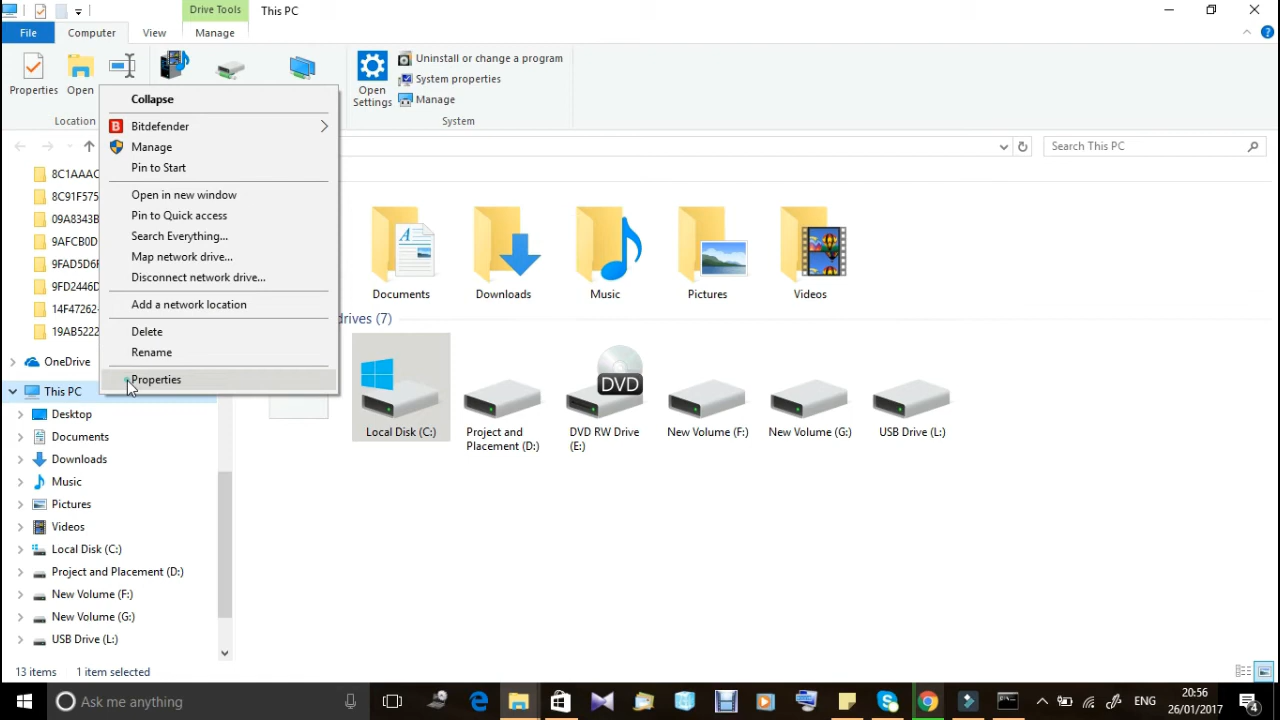 Drive Tools
This PC
File
Computer
View
Manage
Properties
Open
Open Settings
Uninstall or change a program
System properties
Manage
Location
System
Search This PC
Collapse
B Bitdefender
Manage
Pin to Start
Open in new window
Pin to Quick access
Search Everything...
Map network drive...
Disconnect network drive...
Add a network location
Delete
Rename
Properties
8C1AAAC
8C91F575
09A8343B
9AFCB0D
9FAD5D6F
9FD2446D
14F47262
19AB5222
OneDrive
This PC
Desktop
Documents
Downloads
Music
Pictures
Videos
Local Disk (C:)
Project and Placement (D:)
New Volume (F:)
New Volume (G:)
USB Drive (L:)
Documents
Downloads
Music
Pictures
Videos
drives (7)
DVD
Local Disk (C:)
Project and
Placement (D:)
DVD RW Drive
(E:)
New Volume (F:)
New Volume (G:)
USB Drive (L:)
13 items
1 item selected
Ask me anything
ENG
20:56
26/01/2017
4